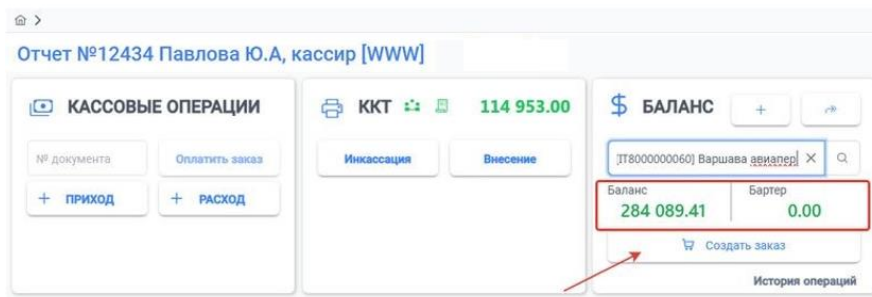 Отчет №12434 Павлова Ю.А, кассир [WWW]
КАССОВЫЕ ОПЕРАЦИИ
№ документа
Оплатить заказ
+ ПРИХОД
+ РАСХОД
ККТ
114 953.00
Инкассация
Внесение
$ БАЛАНС
+
]ТТ8000000060] Варшава авиапер
Баланс
Бартер
284 089.41
0.00
Создать заказ
История операций